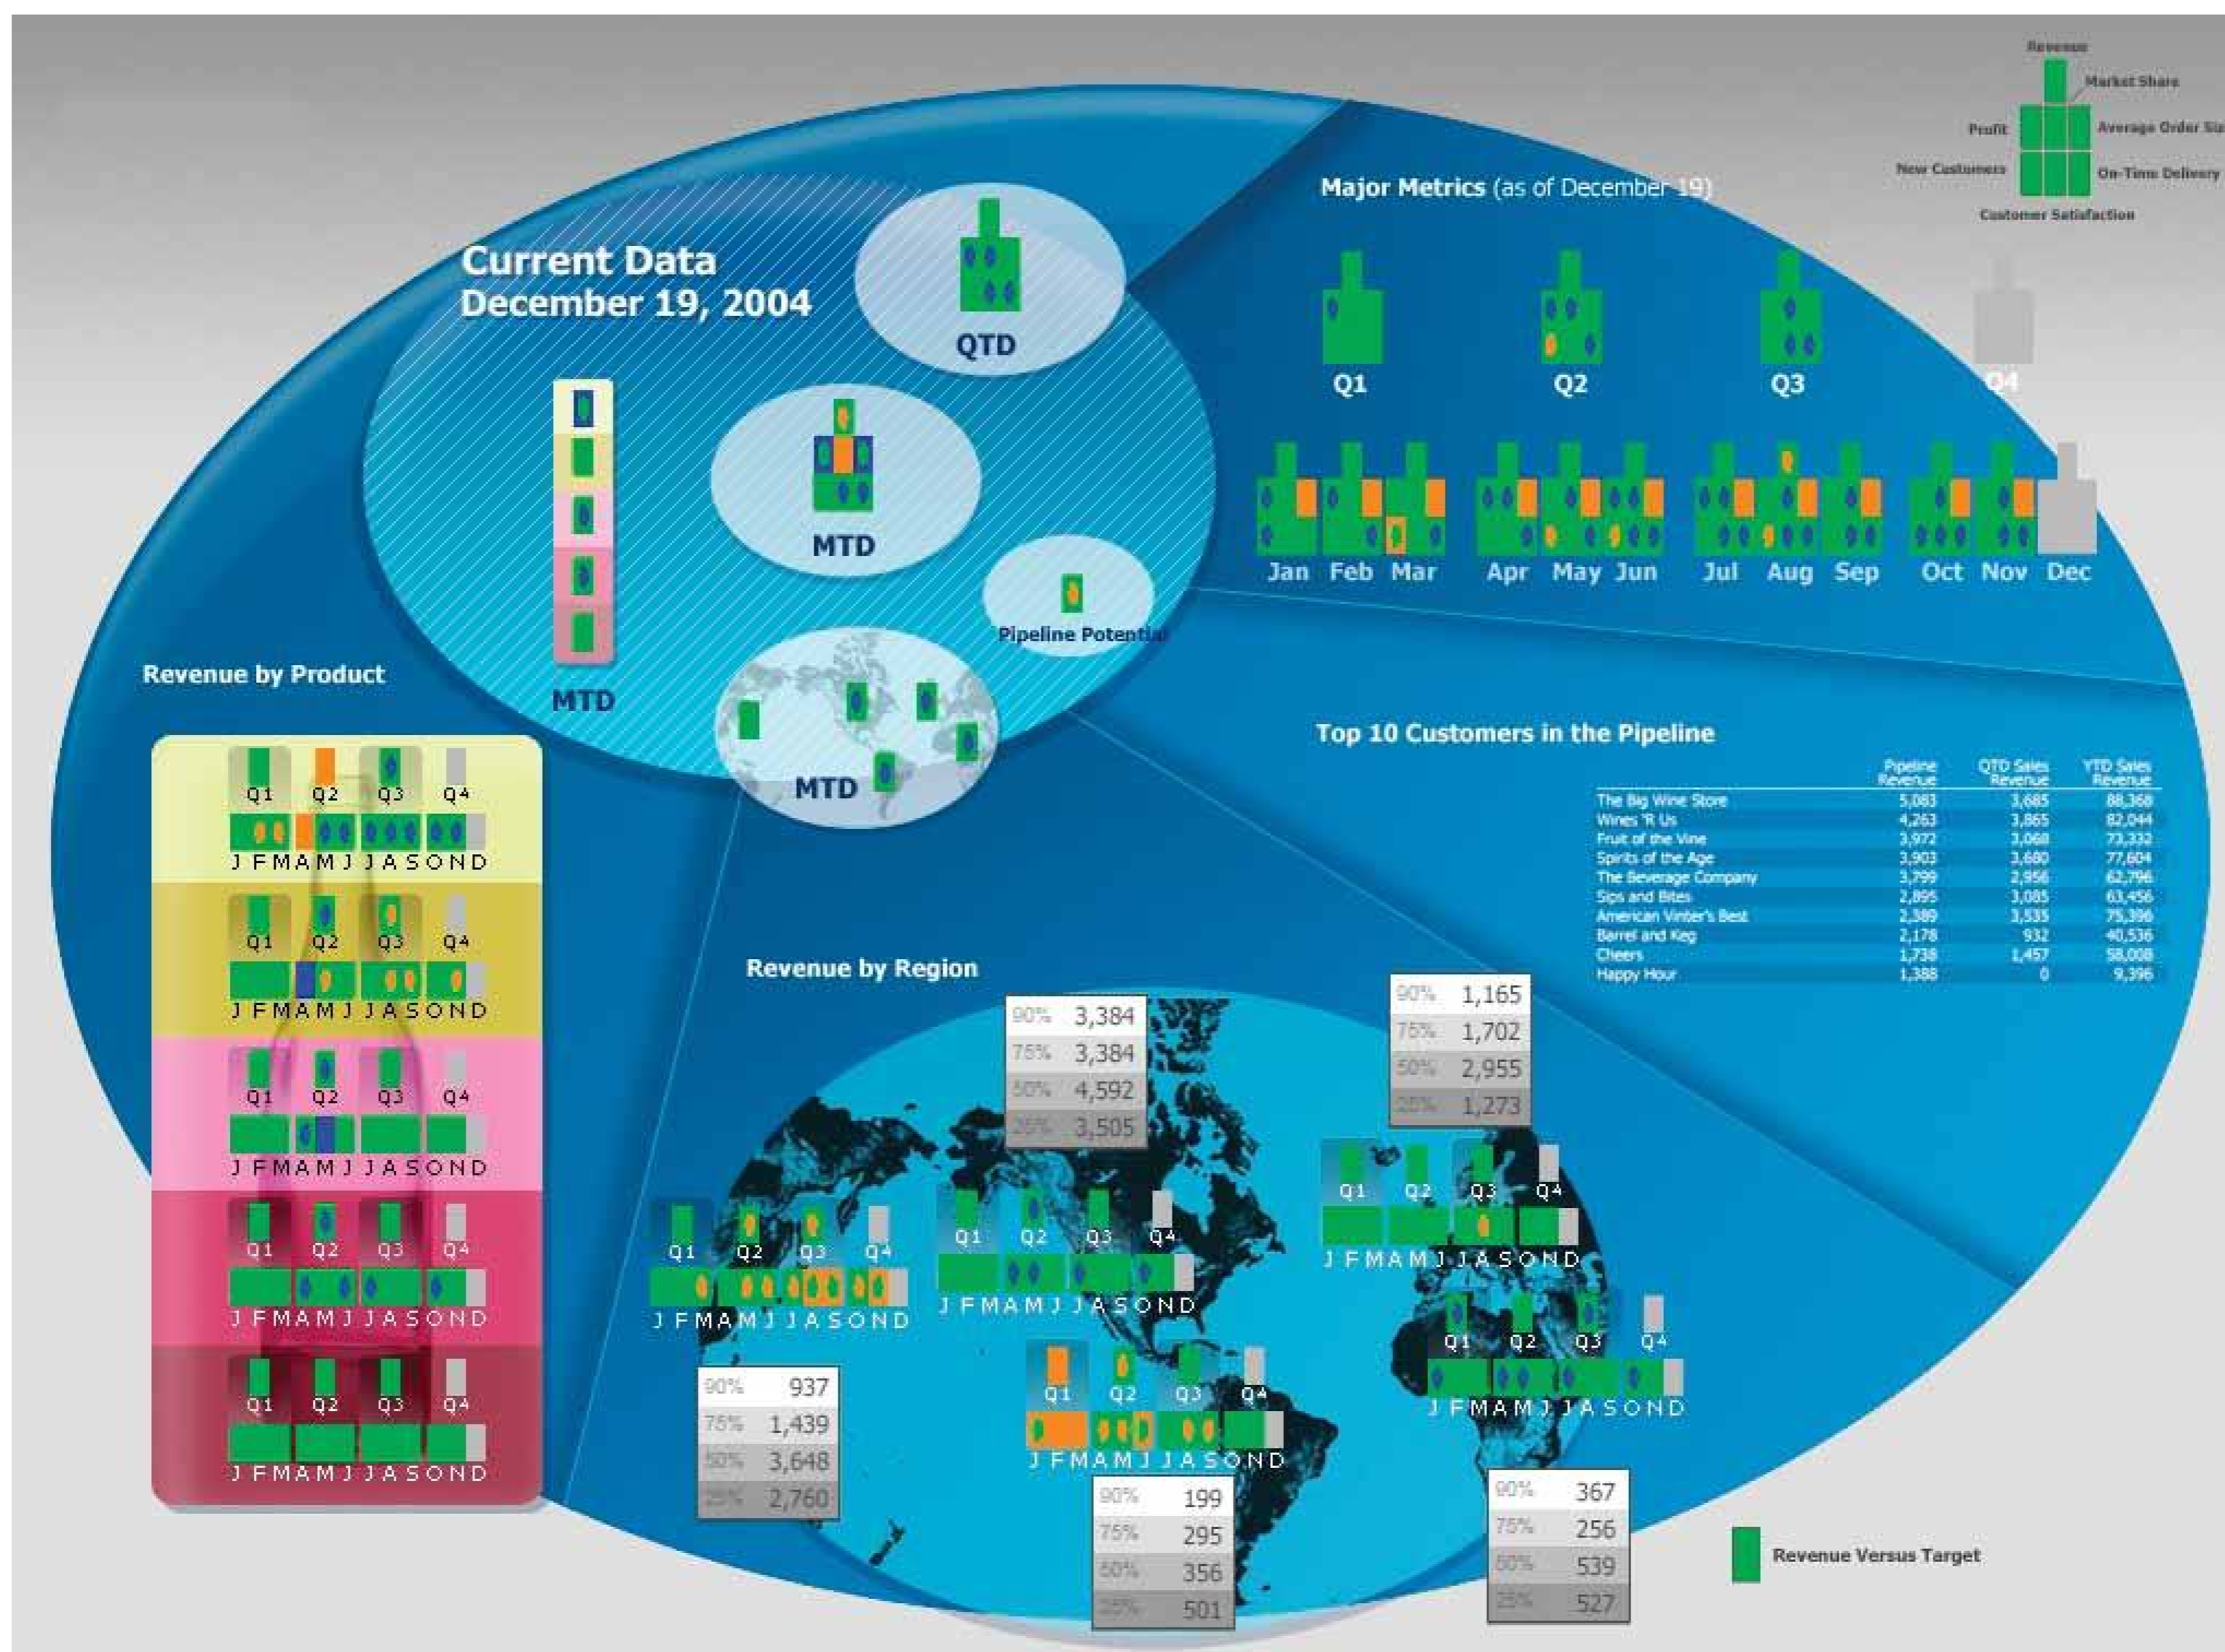 Revenue
Market Share
Profit
Average Order Siz
New Customers
On-Time Delivery
Customer Satisfaction
Major Metrics (as of December 19)
Current Data
December 19, 2004
QTD
MTD
Pipeline Potential
MTD
MTD
Q1 Q2 Q3 Q4
Jan Feb Mar Apr May Jun Jul Aug Sep Oct Nov Dec
Revenue by Product
Q1 Q2 Q3 Q4
J F M A M J J A S O N D
Q1 Q2 Q3 Q4
J F M A M J J A S O N D
Q1 Q2 Q3 Q4
J F M A M J J A S O N D
Q1 Q2 Q3 Q4
J F M A M J J A S O N D
Q1 Q2 Q3 Q4
J F M A M J J A S O N D
Top 10 Customers in the Pipeline
Pipeline Revenue QTD Sales Revenue YTD Sales Revenue
The Big Wine Store 5,083 3,685 88,368
Wines 'R Us 4,263 3,865 82,044
Fruit of the Vine 3,972 3,068 73,332
Spirits of the Age 3,903 3,680 77,604
The Beverage Company 3,799 2,956 62,796
Sips and Bites 2,895 3,085 63,456
American Vinter's Best 2,389 3,535 75,396
Barrel and Keg 2,178 932 40,536
Cheers 1,738 1,457 58,008
Happy Hour 1,388 0 9,396
Revenue by Region
90% 3,384
75% 3,384
50% 4,592
25% 3,505
90% 1,165
75% 1,702
50% 2,955
25% 1,273
Q1 Q2 Q3 Q4
J F M A M J J A S O N D
Q1 Q2 Q3 Q4
J F M A M J J A S O N D
Q1 Q2 Q3 Q4
J F M A M J J A S O N D
Q1 Q2 Q3 Q4
J F M A M J J A S O N D
Q1 Q2 Q3 Q4
J F M A M J J A S O N D
90% 937
75% 1,439
50% 3,648
25% 2,760
90% 199
75% 295
50% 356
25% 501
90% 367
75% 256
50% 539
25% 527
Revenue Versus Target